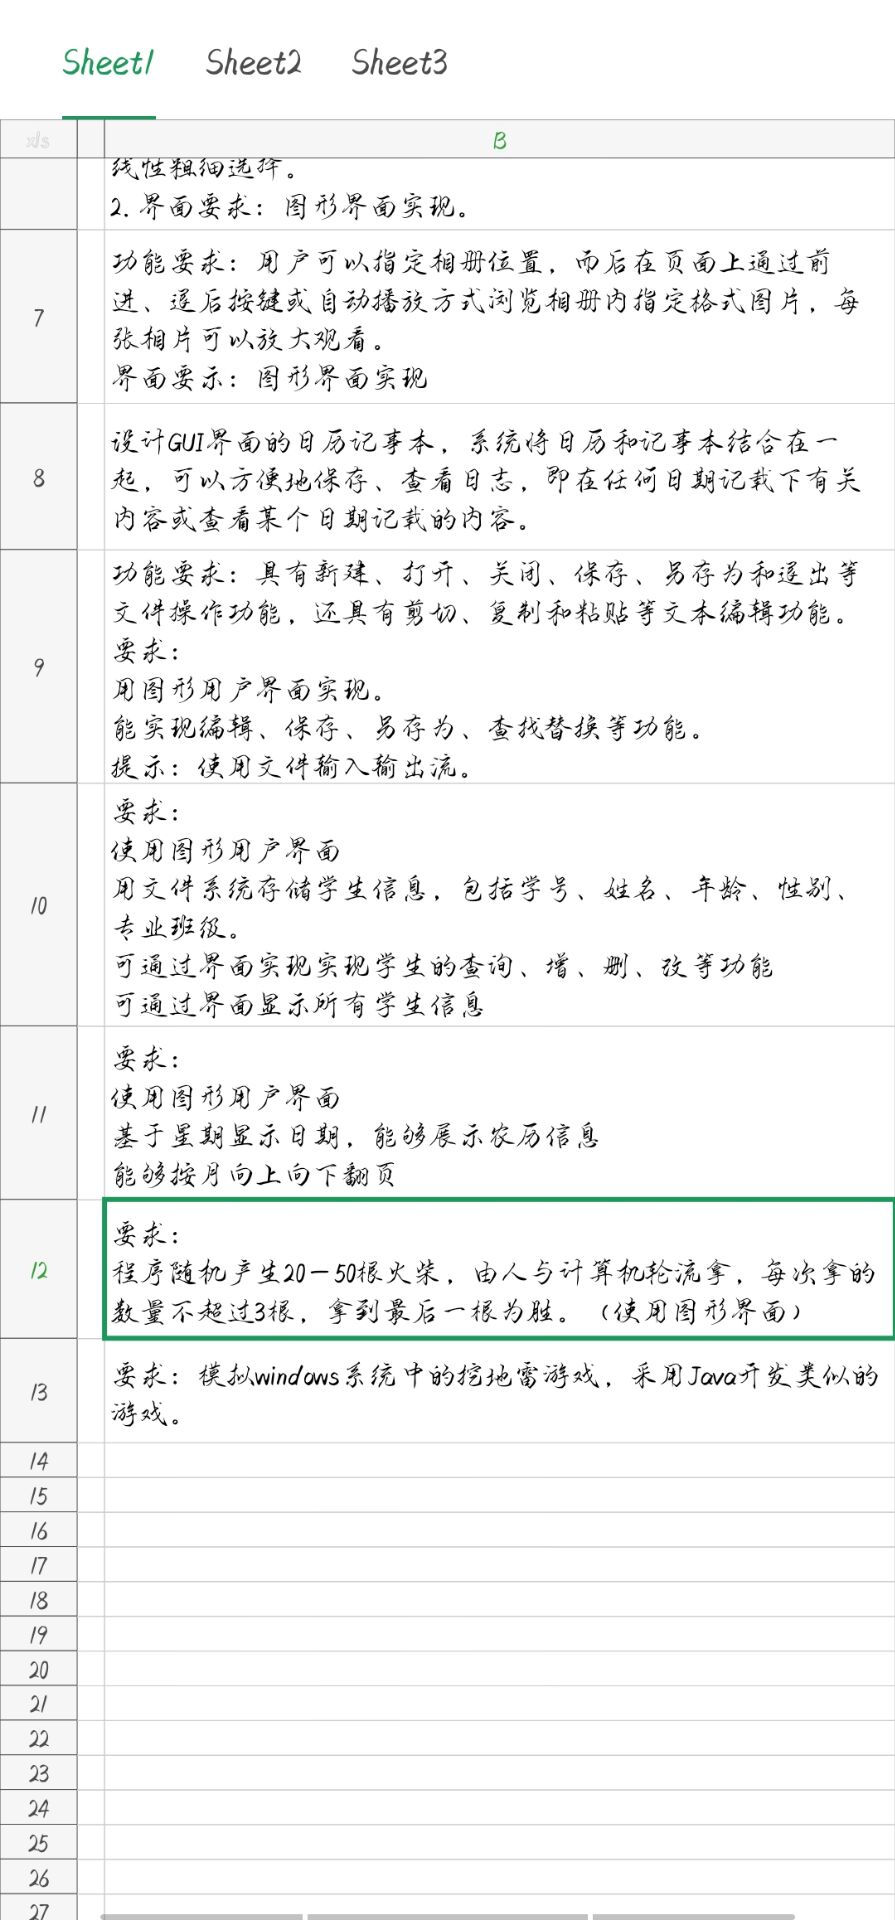 Sheet1 Sheet2 Sheet3
xls B
线性粗细选择。
2. 界面要求：图形界面实现。
7
功能要求：用户可以指定相册位置，而后在页面上通过前
进、退后按键或自动播放方式浏览相册内指定格式图片，每
张相片可以放大观看。
界面要示：图形界面实现
8
设计GUI界面的日历记事本，系统将日历和记事本结合在一
起，可以方便地保存、查看日志，即在任何日期记载下有关
内容或查看某个日期记载的内容。
9
功能要求：具有新建、打开、关闭、保存、另存为和退出等
文件操作功能，还具有剪切、复制和粘贴等文本编辑功能。
要求：
用图形用户界面实现。
能实现编辑、保存、另存为、查找替换等功能。
提示：使用文件输入输出流。
10
要求：
使用图形用户界面
用文件系统存储学生信息，包括学号、姓名、年龄、性别、
专业班级。
可通过界面实现实现学生的查询、增、删、改等功能
可通过界面显示所有学生信息
11
要求：
使用图形用户界面
基于星期显示日期，能够展示农历信息
能够按月向上向下翻页
12
要求：
程序随机产生20－50根火柴，由人与计算机轮流拿，每次拿的
数量不超过3根，拿到最后一根为胜。（使用图形界面）
13
要求：模拟windows系统中的挖地雷游戏，采用Java开发类似的
游戏。
14
15
16
17
18
19
20
21
22
23
24
25
26
27